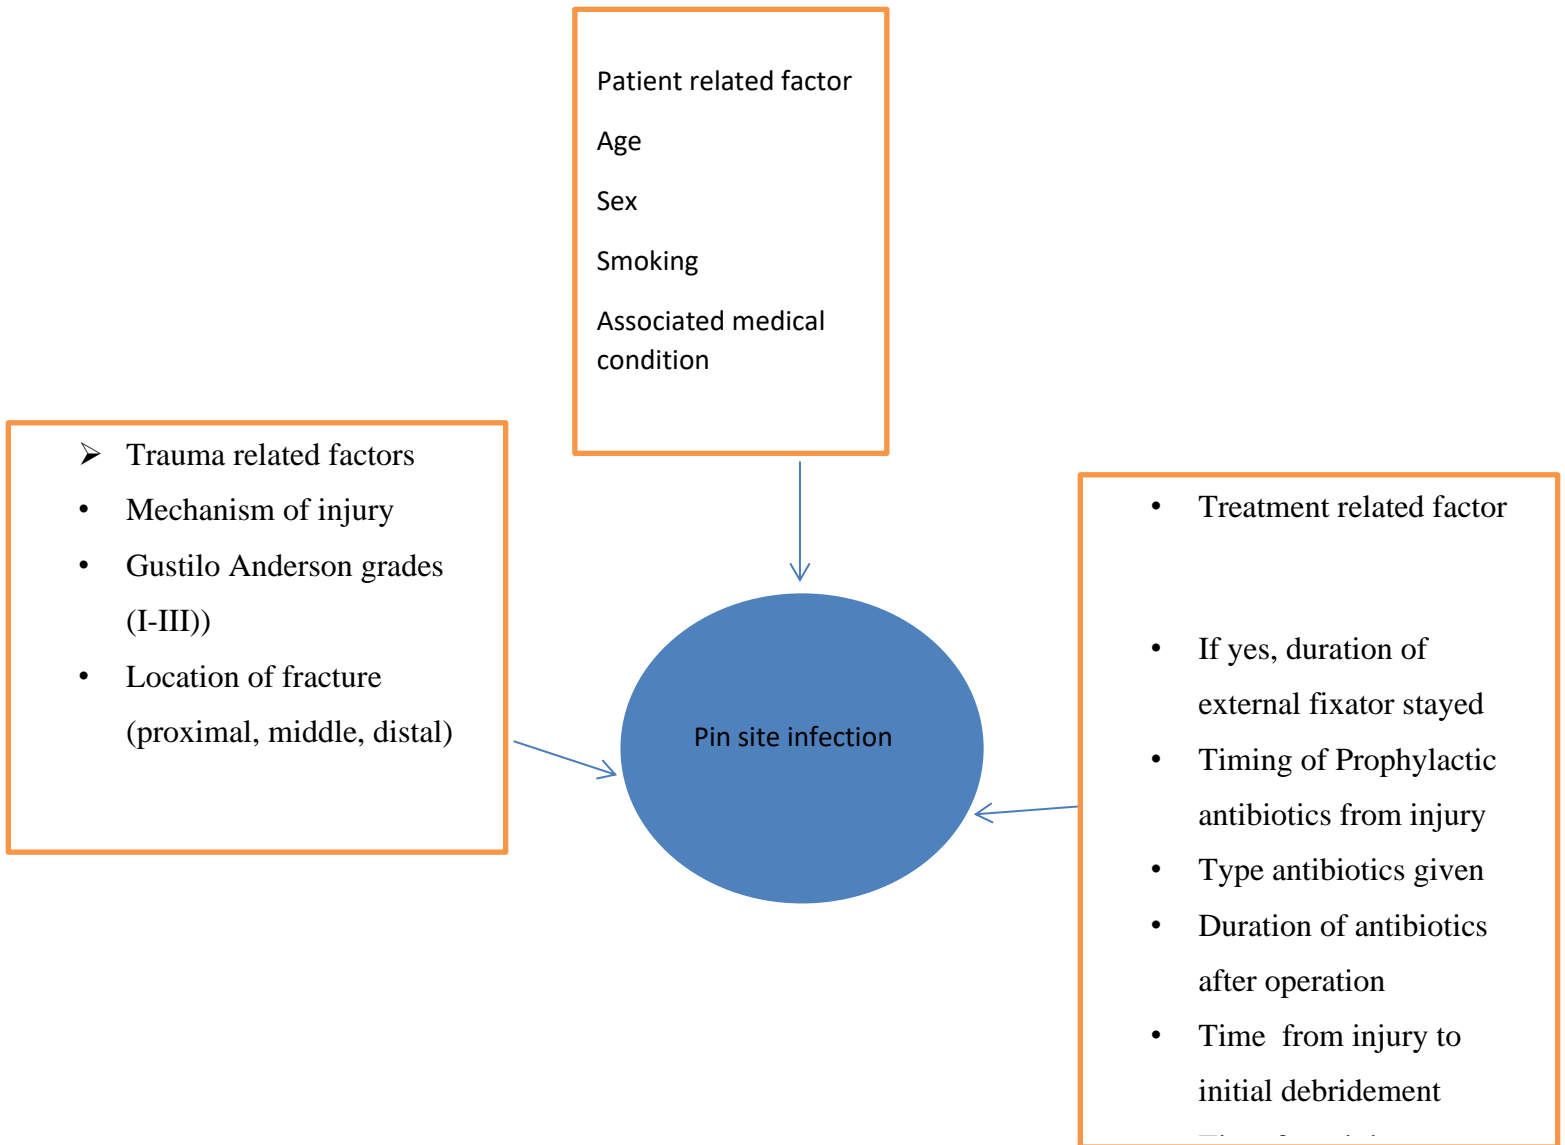 Patient related factor
Age
Sex
Smoking
Associated medical
condition
➢ Trauma related factors
• Mechanism of injury
• Gustilo Anderson grades
(I-III))
• Location of fracture
(proximal, middle, distal)
• Treatment related factor
• If yes, duration of
external fixator stayed
• Timing of Prophylactic
antibiotics from injury
• Type antibiotics given
• Duration of antibiotics
after operation
• Time from injury to
initial debridement
Pin site infection